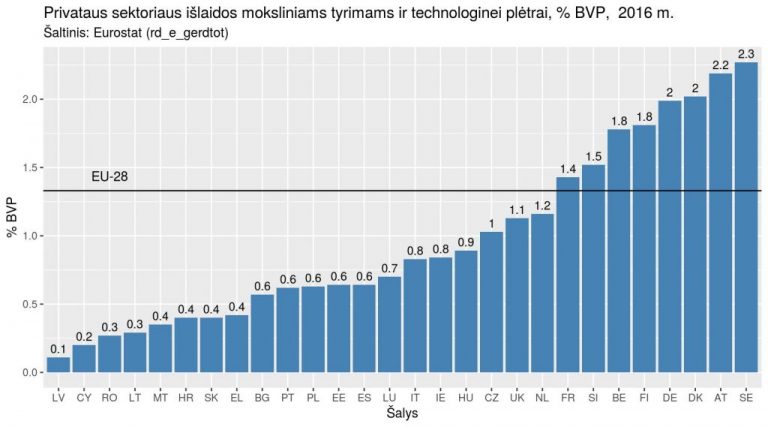 Privataus sektoriaus išlaidos moksliniams tyrimams ir technologinei plėtrai, % BVP, 2016 m.
Šaltinis: Eurostat (rd_e_gerdtot)
% BVP
2.0
1.5
1.0
0.5
0.0
EU-28
0.1 0.2 0.3 0.3 0.4 0.4 0.4 0.4 0.6 0.6 0.6 0.6 0.6 0.7 0.8 0.8 0.9 1 1.1 1.2 1.4 1.5 1.8 1.8 2 2 2.2 2.3
LV CY RO LT MT HR SK EL BG PT PL EE ES LU IT IE HU CZ UK NL FR SI BE FI DE DK AT SE
Šalys